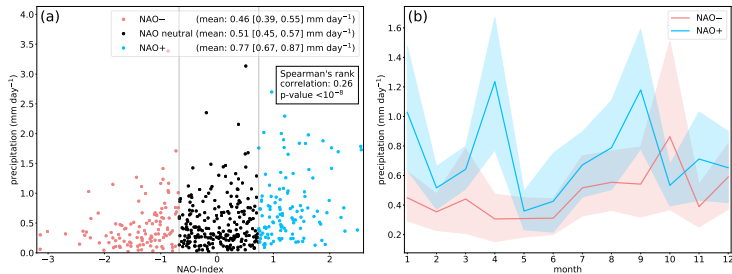 (a)
NAO− (mean: 0.46 [0.39, 0.55] mm day−1)
NAO neutral (mean: 0.51 [0.45, 0.57] mm day−1)
NAO+ (mean: 0.77 [0.67, 0.87] mm day−1)
Spearman's rank
correlation: 0.26
p-value <10−8
precipitation (mm day−1)
4.0
3.5
3.0
2.5
2.0
1.5
1.0
0.5
0.0
−3 −2 −1 0 1 2
NAO-Index
(b)
NAO−
NAO+
precipitation (mm day−1)
1.6
1.4
1.2
1.0
0.8
0.6
0.4
0.2
1 2 3 4 5 6 7 8 9 10 11 12
month